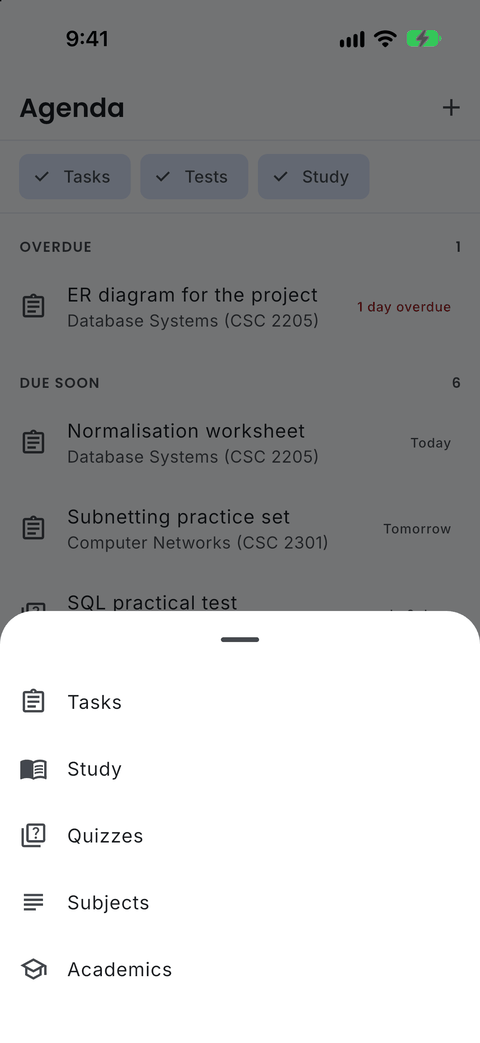 9:41
Agenda
Tasks
Tests
Study
OVERDUE 1
ER diagram for the project
Database Systems (CSC 2205)
1 day overdue
DUE SOON 6
Normalisation worksheet
Database Systems (CSC 2205)
Today
Subnetting practice set
Computer Networks (CSC 2301)
Tomorrow
SQL practical test
Tasks
Study
Quizzes
Subjects
Academics